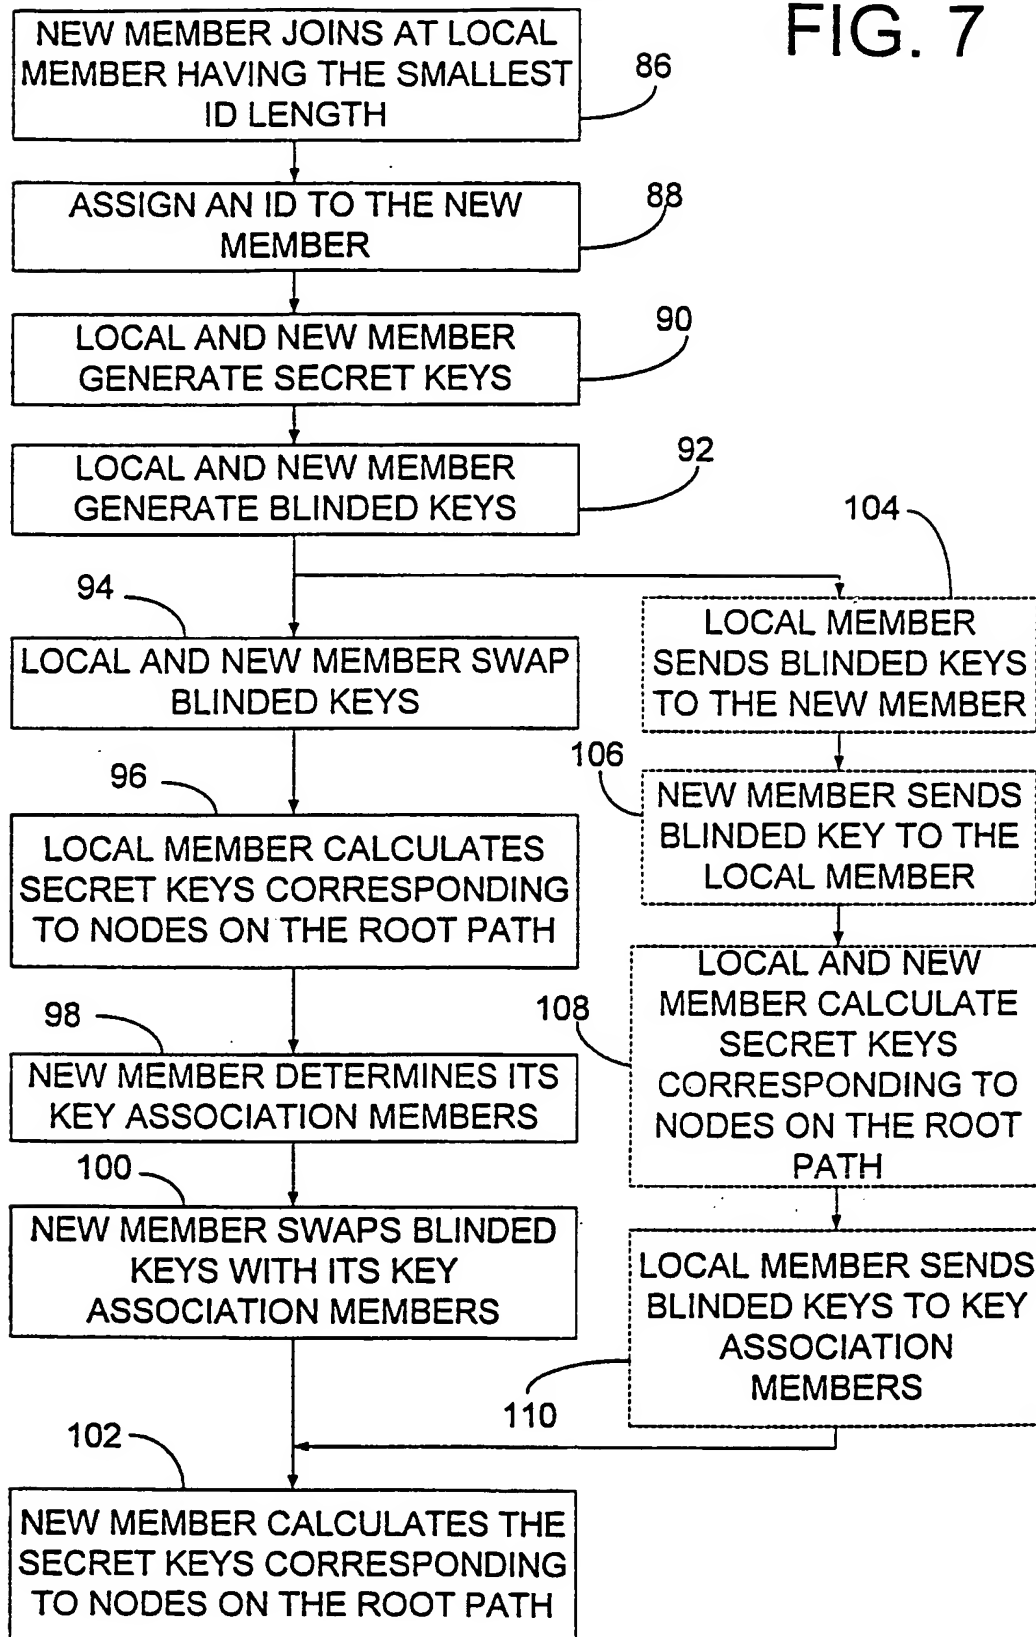 FIG. 7
NEW MEMBER JOINS AT LOCAL
MEMBER HAVING THE SMALLEST
ID LENGTH
86
ASSIGN AN ID TO THE NEW
MEMBER
88
LOCAL AND NEW MEMBER
GENERATE SECRET KEYS
90
LOCAL AND NEW MEMBER
GENERATE BLINDED KEYS
92
94
LOCAL AND NEW MEMBER SWAP
BLINDED KEYS
96
LOCAL MEMBER CALCULATES
SECRET KEYS CORRESPONDING
TO NODES ON THE ROOT PATH
98
NEW MEMBER DETERMINES ITS
KEY ASSOCIATION MEMBERS
100
NEW MEMBER SWAPS BLINDED
KEYS WITH ITS KEY
ASSOCIATION MEMBERS
104
LOCAL MEMBER
SENDS BLINDED KEYS
TO THE NEW MEMBER
106
NEW MEMBER SENDS
BLINDED KEY TO THE
LOCAL MEMBER
108
LOCAL AND NEW
MEMBER CALCULATE
SECRET KEYS
CORRESPONDING TO
NODES ON THE ROOT
PATH
LOCAL MEMBER SENDS
BLINDED KEYS TO KEY
ASSOCIATION
MEMBERS
110
102
NEW MEMBER CALCULATES THE
SECRET KEYS CORRESPONDING
TO NODES ON THE ROOT PATH